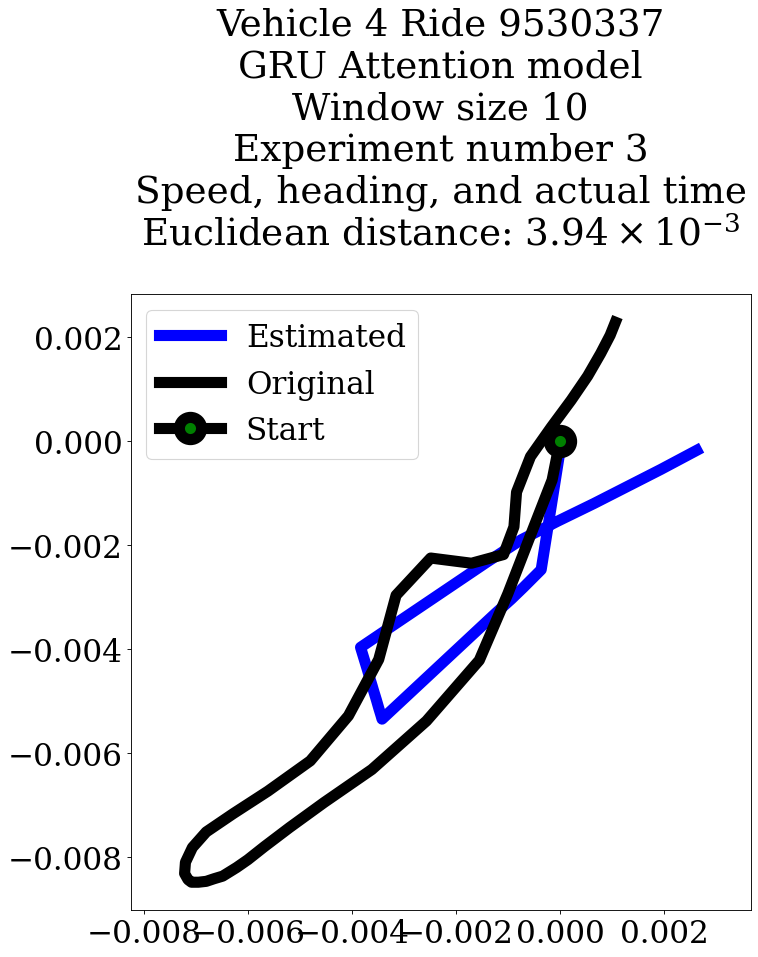 Vehicle 4 Ride 9530337
GRU Attention model
Window size 10
Experiment number 3
Speed, heading, and actual time
Euclidean distance: 3.94 × 10⁻³
Estimated
Original
Start
0.002
0.000
−0.002
−0.004
−0.006
−0.008
−0.008 −0.006 −0.004 −0.002 0.000 0.002